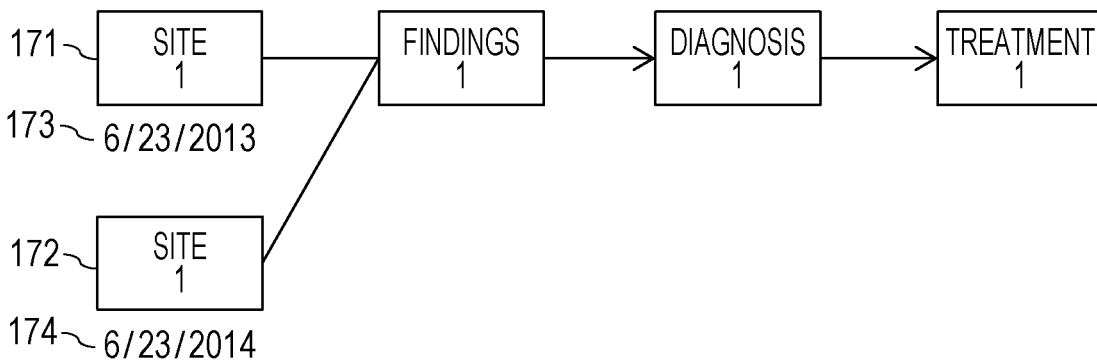 171
SITE
1
FINDINGS
1
DIAGNOSIS
1
TREATMENT
1
173
6/23/2013
172
SITE
1
174
6/23/2014